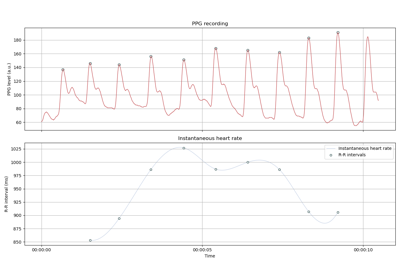 PPG recording
PPG level (a.u.)
180
160
140
120
100
80
60
Instantaneous heart rate
R-R interval (ms)
1025
1000
975
950
925
900
875
850
Instantaneous heart rate
R-R intervals
00:00:00
00:00:05
00:00:10
Time